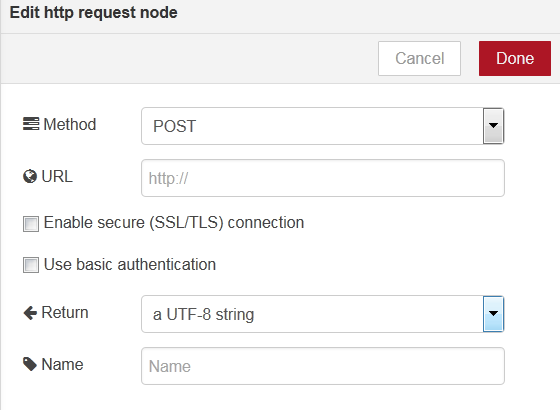 Edit http request node
Cancel Done
Method POST
URL http://
Enable secure (SSL/TLS) connection
Use basic authentication
Return a UTF-8 string
Name Name